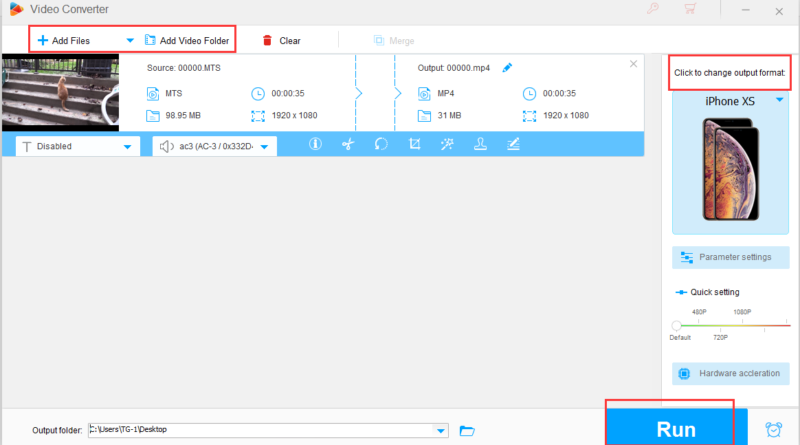 Video Converter
Add Files
Add Video Folder
Clear
Merge
Source: 00000.MTS
Output: 00000.mp4
MTS
00:00:35
MP4
00:00:35
98.95 MB
1920 x 1080
31 MB
1920 x 1080
Disabled
ac3 (AC-3 / 0x332D
Click to change output format:
iPhone XS
Parameter settings
Quick setting
480P
1080P
Default
720P
Hardware accleration
Output folder:
C:\Users\TG-1\Desktop
Run